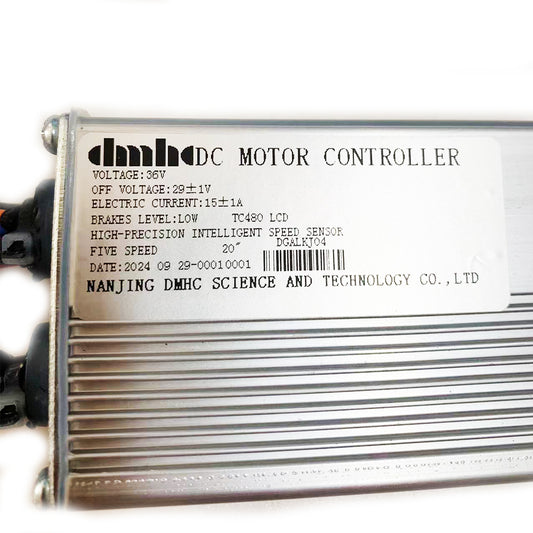 dmhc DC MOTOR CONTROLLER
VOLTAGE:36V
OFF VOLTAGE:29±1V
ELECTRIC CURRENT:15±1A
BRAKES LEVEL:LOW TC480 LCD
HIGH-PRECISION INTELLIGENT SPEED SENSOR
FIVE SPEED 20″ DGALKJ04
DATE:2024 09 29-00010001
NANJING DMHC SCIENCE AND TECHNOLOGY CO.,LTD